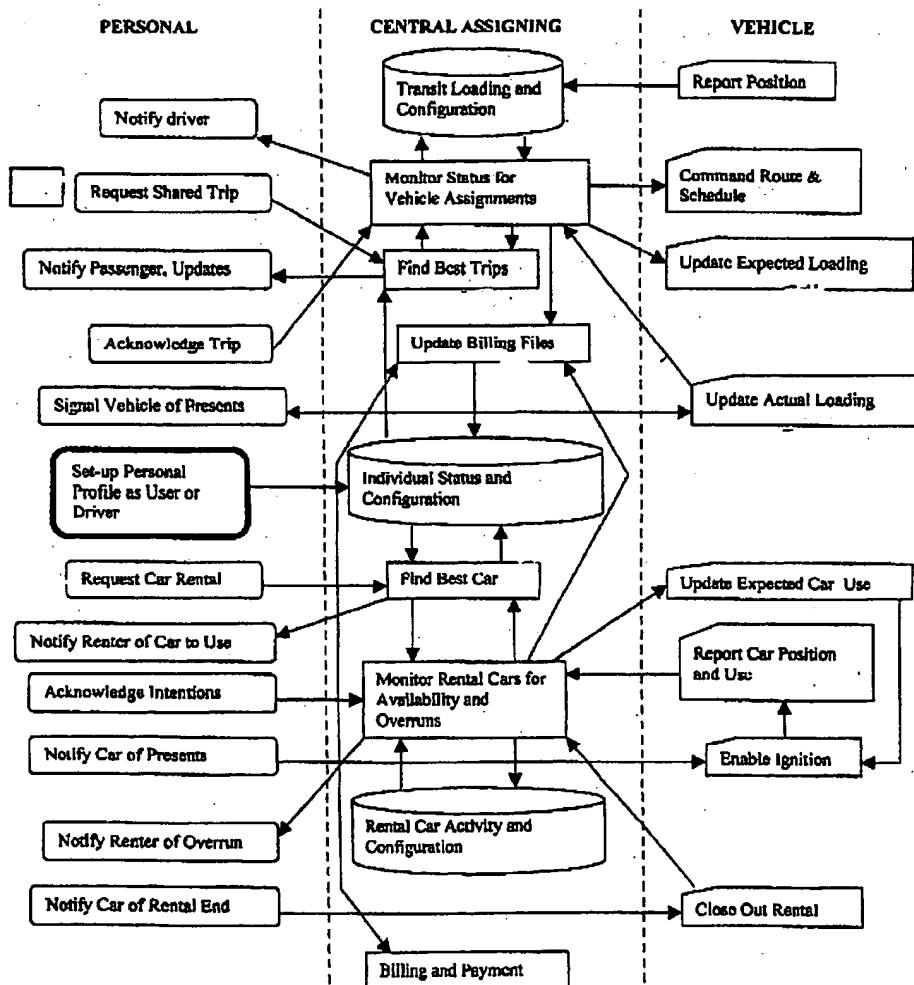 PERSONAL
CENTRAL ASSIGNING
VEHICLE
Transit Loading and
Configuration
Report Position
Notify driver
Monitor Status for
Vehicle Assignments
Command Route &
Schedule
Request Shared Trip
Notify Passenger, Updates
Find Best Trips
Update Expected Loading
Acknowledge Trip
Update Billing Files
Signal Vehicle of Presents
Update Actual Loading
Set-up Personal
Profile as User or
Driver
Individual Status and
Configuration
Request Car Rental
Find Best Car
Update Expected Car Use
Notify Renter of Car to Use
Report Car Position
and Use
Acknowledge Intentions
Monitor Rental Cars for
Availability and
Overruns
Notify Car of Presents
Enable Ignition
Rental Car Activity and
Configuration
Notify Renter of Overrun
Notify Car of Rental End
Close Out Rental
Billing and Payment